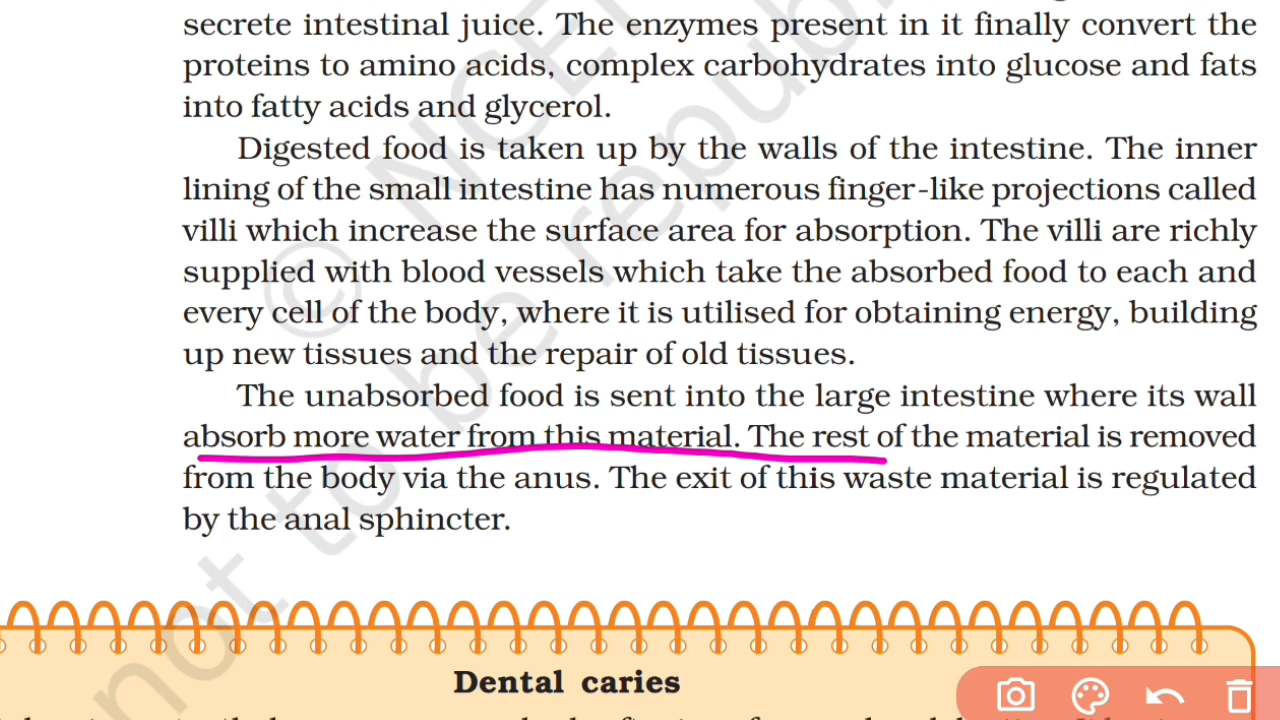 secrete intestinal juice. The enzymes present in it finally convert the
proteins to amino acids, complex carbohydrates into glucose and fats
into fatty acids and glycerol.
Digested food is taken up by the walls of the intestine. The inner
lining of the small intestine has numerous finger-like projections called
villi which increase the surface area for absorption. The villi are richly
supplied with blood vessels which take the absorbed food to each and
every cell of the body, where it is utilised for obtaining energy, building
up new tissues and the repair of old tissues.
The unabsorbed food is sent into the large intestine where its wall
absorb more water from this material. The rest of the material is removed
from the body via the anus. The exit of this waste material is regulated
by the anal sphincter.
Dental caries
© NCE
not to be republ